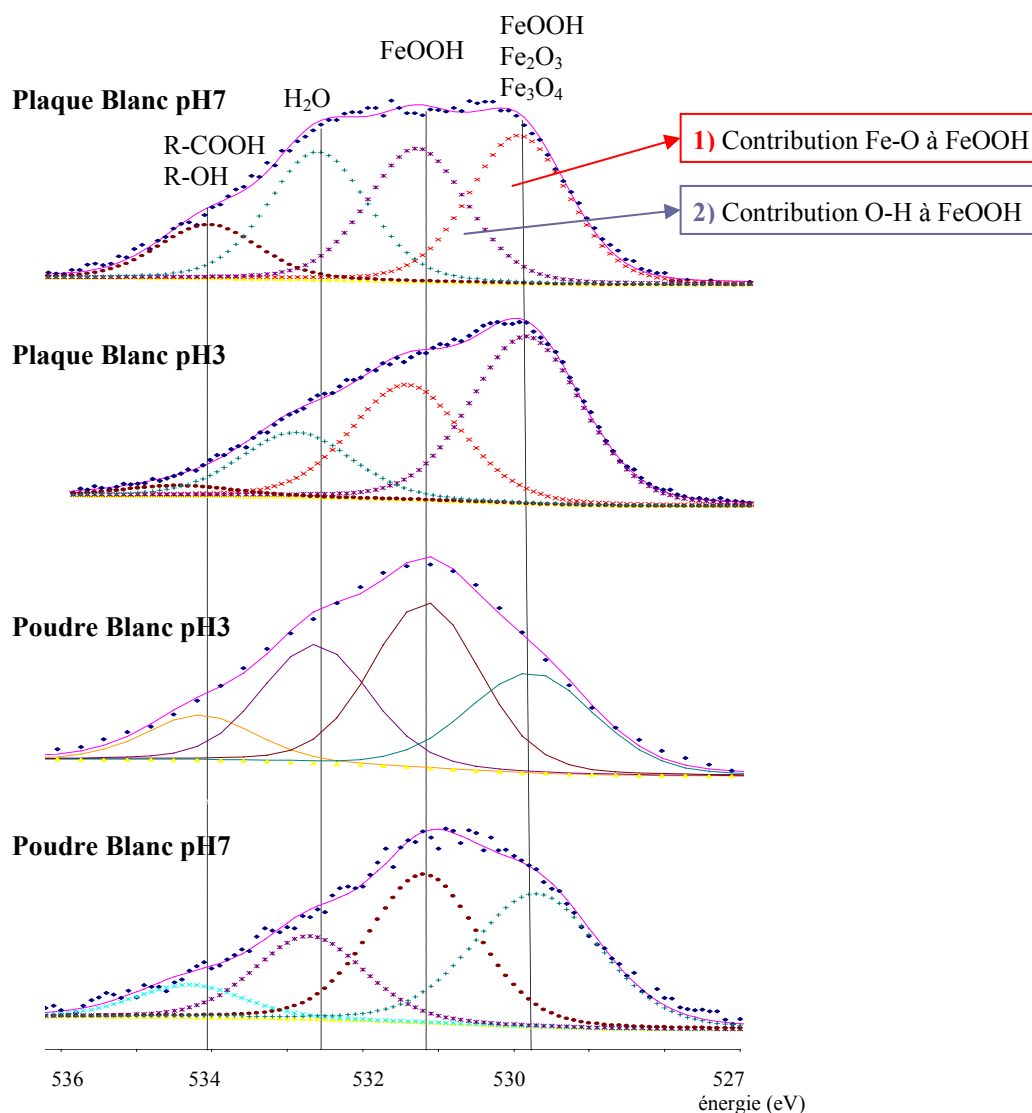 FeOOH
Fe₂O₃
Fe₃O₄
FeOOH
H₂O
Plaque Blanc pH7
R-COOH
R-OH
1) Contribution Fe-O à FeOOH
2) Contribution O-H à FeOOH
Plaque Blanc pH3
Poudre Blanc pH3
Poudre Blanc pH7
536 534 532 531 530 527
énergie (eV)